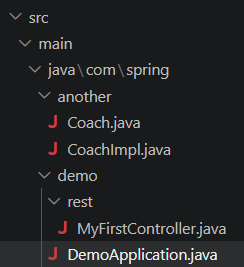 src
main
java\com\spring
another
Coach.java
CoachImpl.java
demo
rest
MyFirstController.java
DemoApplication.java